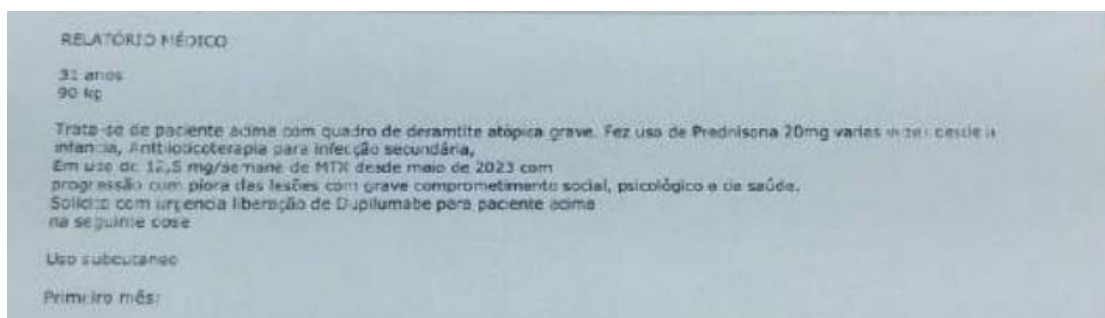 RELATÓRIO MÉDICO
31 anos
90 kg
Trata-se de paciente acima com quadro de deramtite atópica grave. Fez uso de Prednisona 20mg varias vezes desde a
infancia, Antibioticoterapia para infecção secundária,
Em uso de 12,5 mg/semana de MTX desde maio de 2023 com
progressão com piora das lesões com grave comprometimento social, psicológico e de saúde.
Solicito com urgencia liberação de Dupilumabe para paciente acima
na seguinte dose
Uso subcutaneo
Primeiro mês: